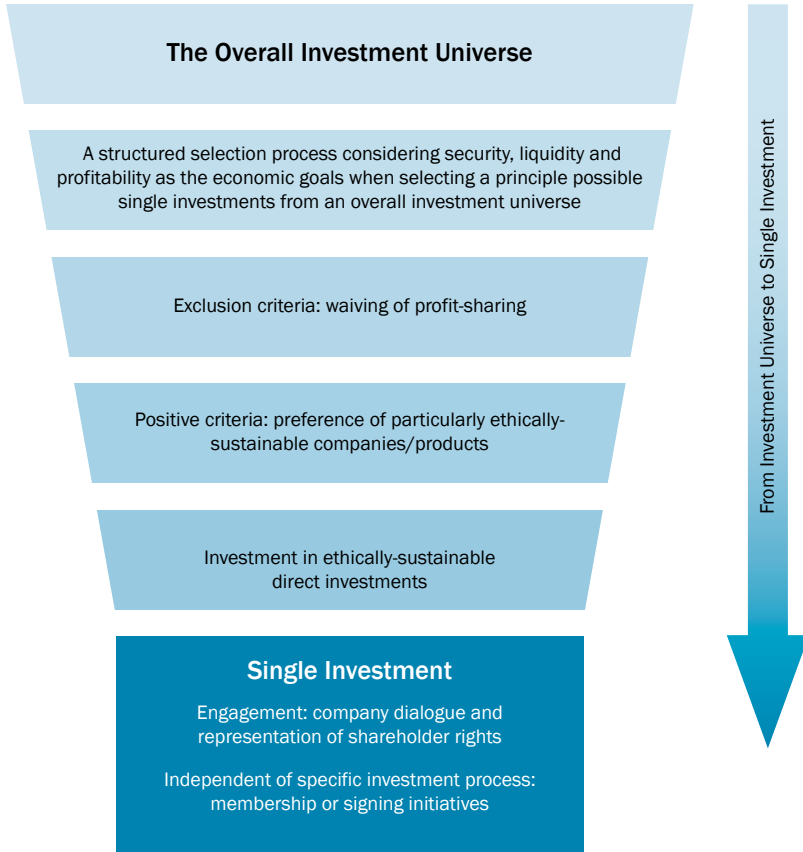 The Overall Investment Universe
A structured selection process considering security, liquidity and
profitability as the economic goals when selecting a principle possible
single investments from an overall investment universe
Exclusion criteria: waiving of profit-sharing
Positive criteria: preference of particularly ethically-
sustainable companies/products
Investment in ethically-sustainable
direct investments
Single Investment
Engagement: company dialogue and
representation of shareholder rights
Independent of specific investment process:
membership or signing initiatives
From Investment Universe to Single Investment